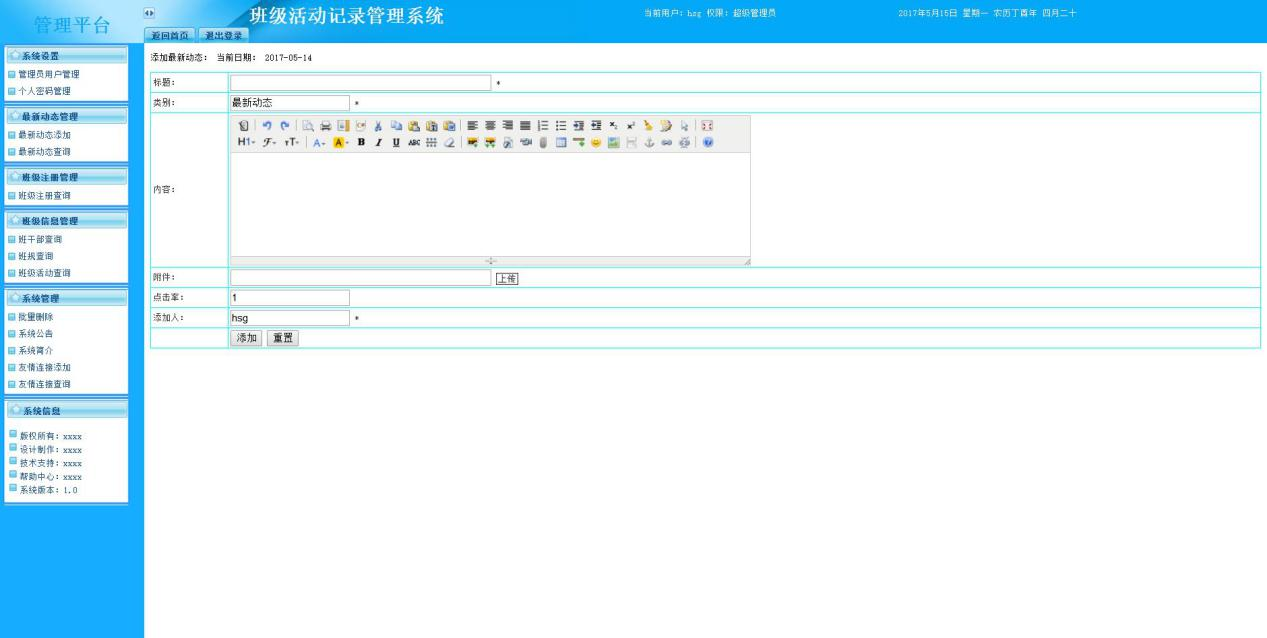 管理平台
班级活动记录管理系统
当前用户: hsg 权限: 超级管理员
2017年5月15日 星期一 农历丁酉年 四月二十
返回首页 退出登录
系统设置
管理员用户管理
个人密码管理
最新动态管理
最新动态添加
最新动态查询
班级注册管理
班级注册查询
班级信息管理
班干部查询
班规查询
班级活动查询
系统管理
批量删除
系统公告
系统简介
友情连接添加
友情连接查询
系统信息
版权所有: xxxx
设计制作: xxxx
技术支持: xxxx
帮助中心: xxxx
系统版本: 1.0
添加最新动态: 当前日期: 2017-05-14
标题: *
类别: 最新动态 *
H1 F TT A A B I U ABC
内容:
附件: 上传
点击率: 1
添加人: hsg *
添加 重置